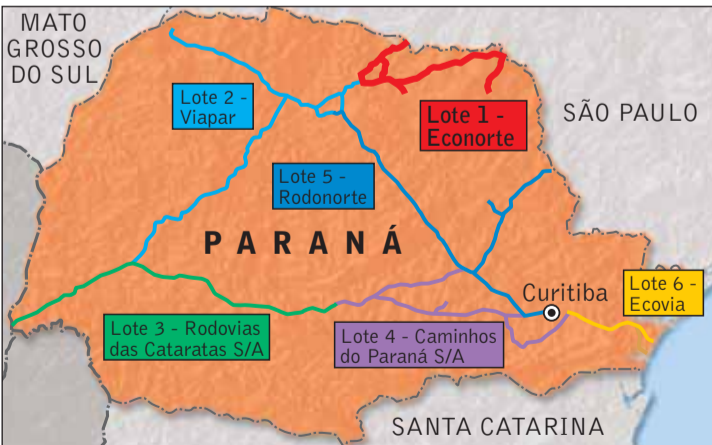 MATO
GROSSO
DO SUL
SÃO PAULO
Lote 2 -
Viapar
Lote 1 -
Econorte
Lote 5 -
Rodonorte
PARANÁ
Curitiba
Lote 6 -
Ecovia
Lote 3 - Rodovias
das Cataratas S/A
Lote 4 - Caminhos
do Paraná S/A
SANTA CATARINA